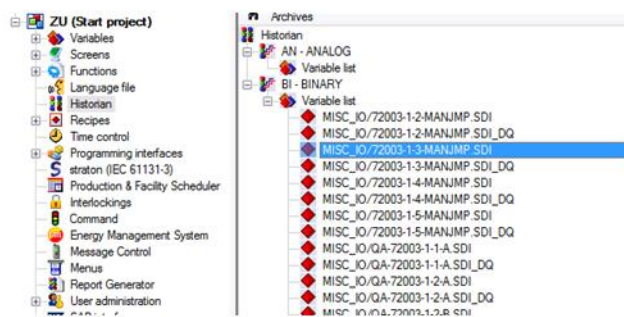 ZU (Start project)
Variables
Screens
Functions
Language file
Historian
Recipes
Time control
Programming interfaces
straton (IEC 61131-3)
Production & Facility Scheduler
Interlockings
Command
Energy Management System
Message Control
Menus
Report Generator
User administration
Archives
Historian
AN - ANALOG
Variable list
BI - BINARY
Variable list
MISC_IO/72003-1-2-MANJMP.SDI
MISC_IO/72003-1-2-MANJMP.SDI_DQ
MISC_IO/72003-1-3-MANJMP.SDI
MISC_IO/72003-1-3-MANJMP.SDI_DQ
MISC_IO/72003-1-4-MANJMP.SDI
MISC_IO/72003-1-4-MANJMP.SDI_DQ
MISC_IO/72003-1-5-MANJMP.SDI
MISC_IO/72003-1-5-MANJMP.SDI_DQ
MISC_IO/QA-72003-1-1-A.SDI
MISC_IO/QA-72003-1-1-A.SDI_DQ
MISC_IO/QA-72003-1-2-A.SDI
MISC_IO/QA-72003-1-2-A.SDI_DQ
MISC_IO/QA-72003-1-2-B.SDI